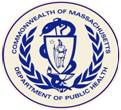 COMMONWEALTH OF MASSACHUSETTS
DEPARTMENT OF PUBLIC HEALTH